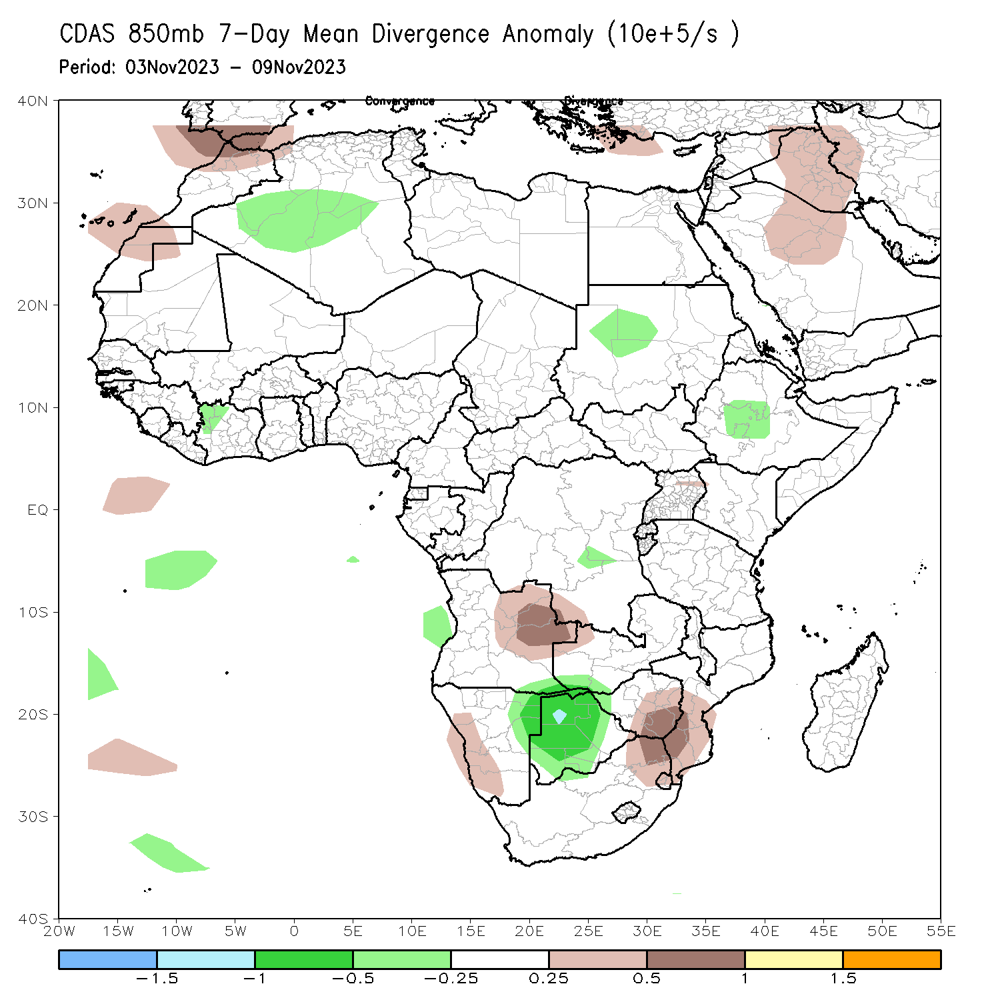 CDAS 850mb 7-Day Mean Divergence Anomaly (10e+5/s )
Period: 03Nov2023 - 09Nov2023
Convergence Divergence
40N
30N
20N
10N
EQ
10S
20S
30S
40S
20W 15W 10W 5W 0 5E 10E 15E 20E 25E 30E 35E 40E 45E 50E 55E
-1.5 -1 -0.5 -0.25 0.25 0.5 1 1.5